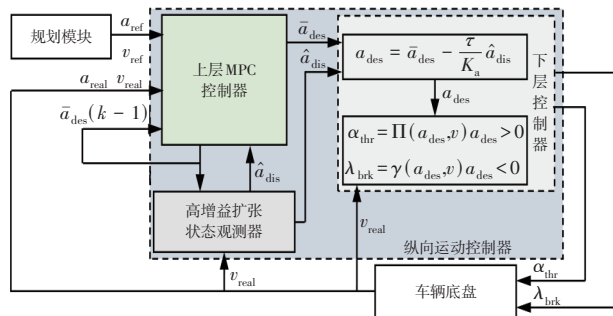 规划模块
a_ref
v_ref
a_real v_real
ā_des(k − 1)
上层MPC
控制器
ā_des
â_dis
a_des = ā_des − τ/K_a â_dis
a_des
α_thr = Π(a_des,v) a_des > 0
λ_brk = γ(a_des,v) a_des < 0
下层控制器
â_dis
高增益扩张
状态观测器
v_real
v_real
纵向运动控制器
车辆底盘
α_thr
λ_brk